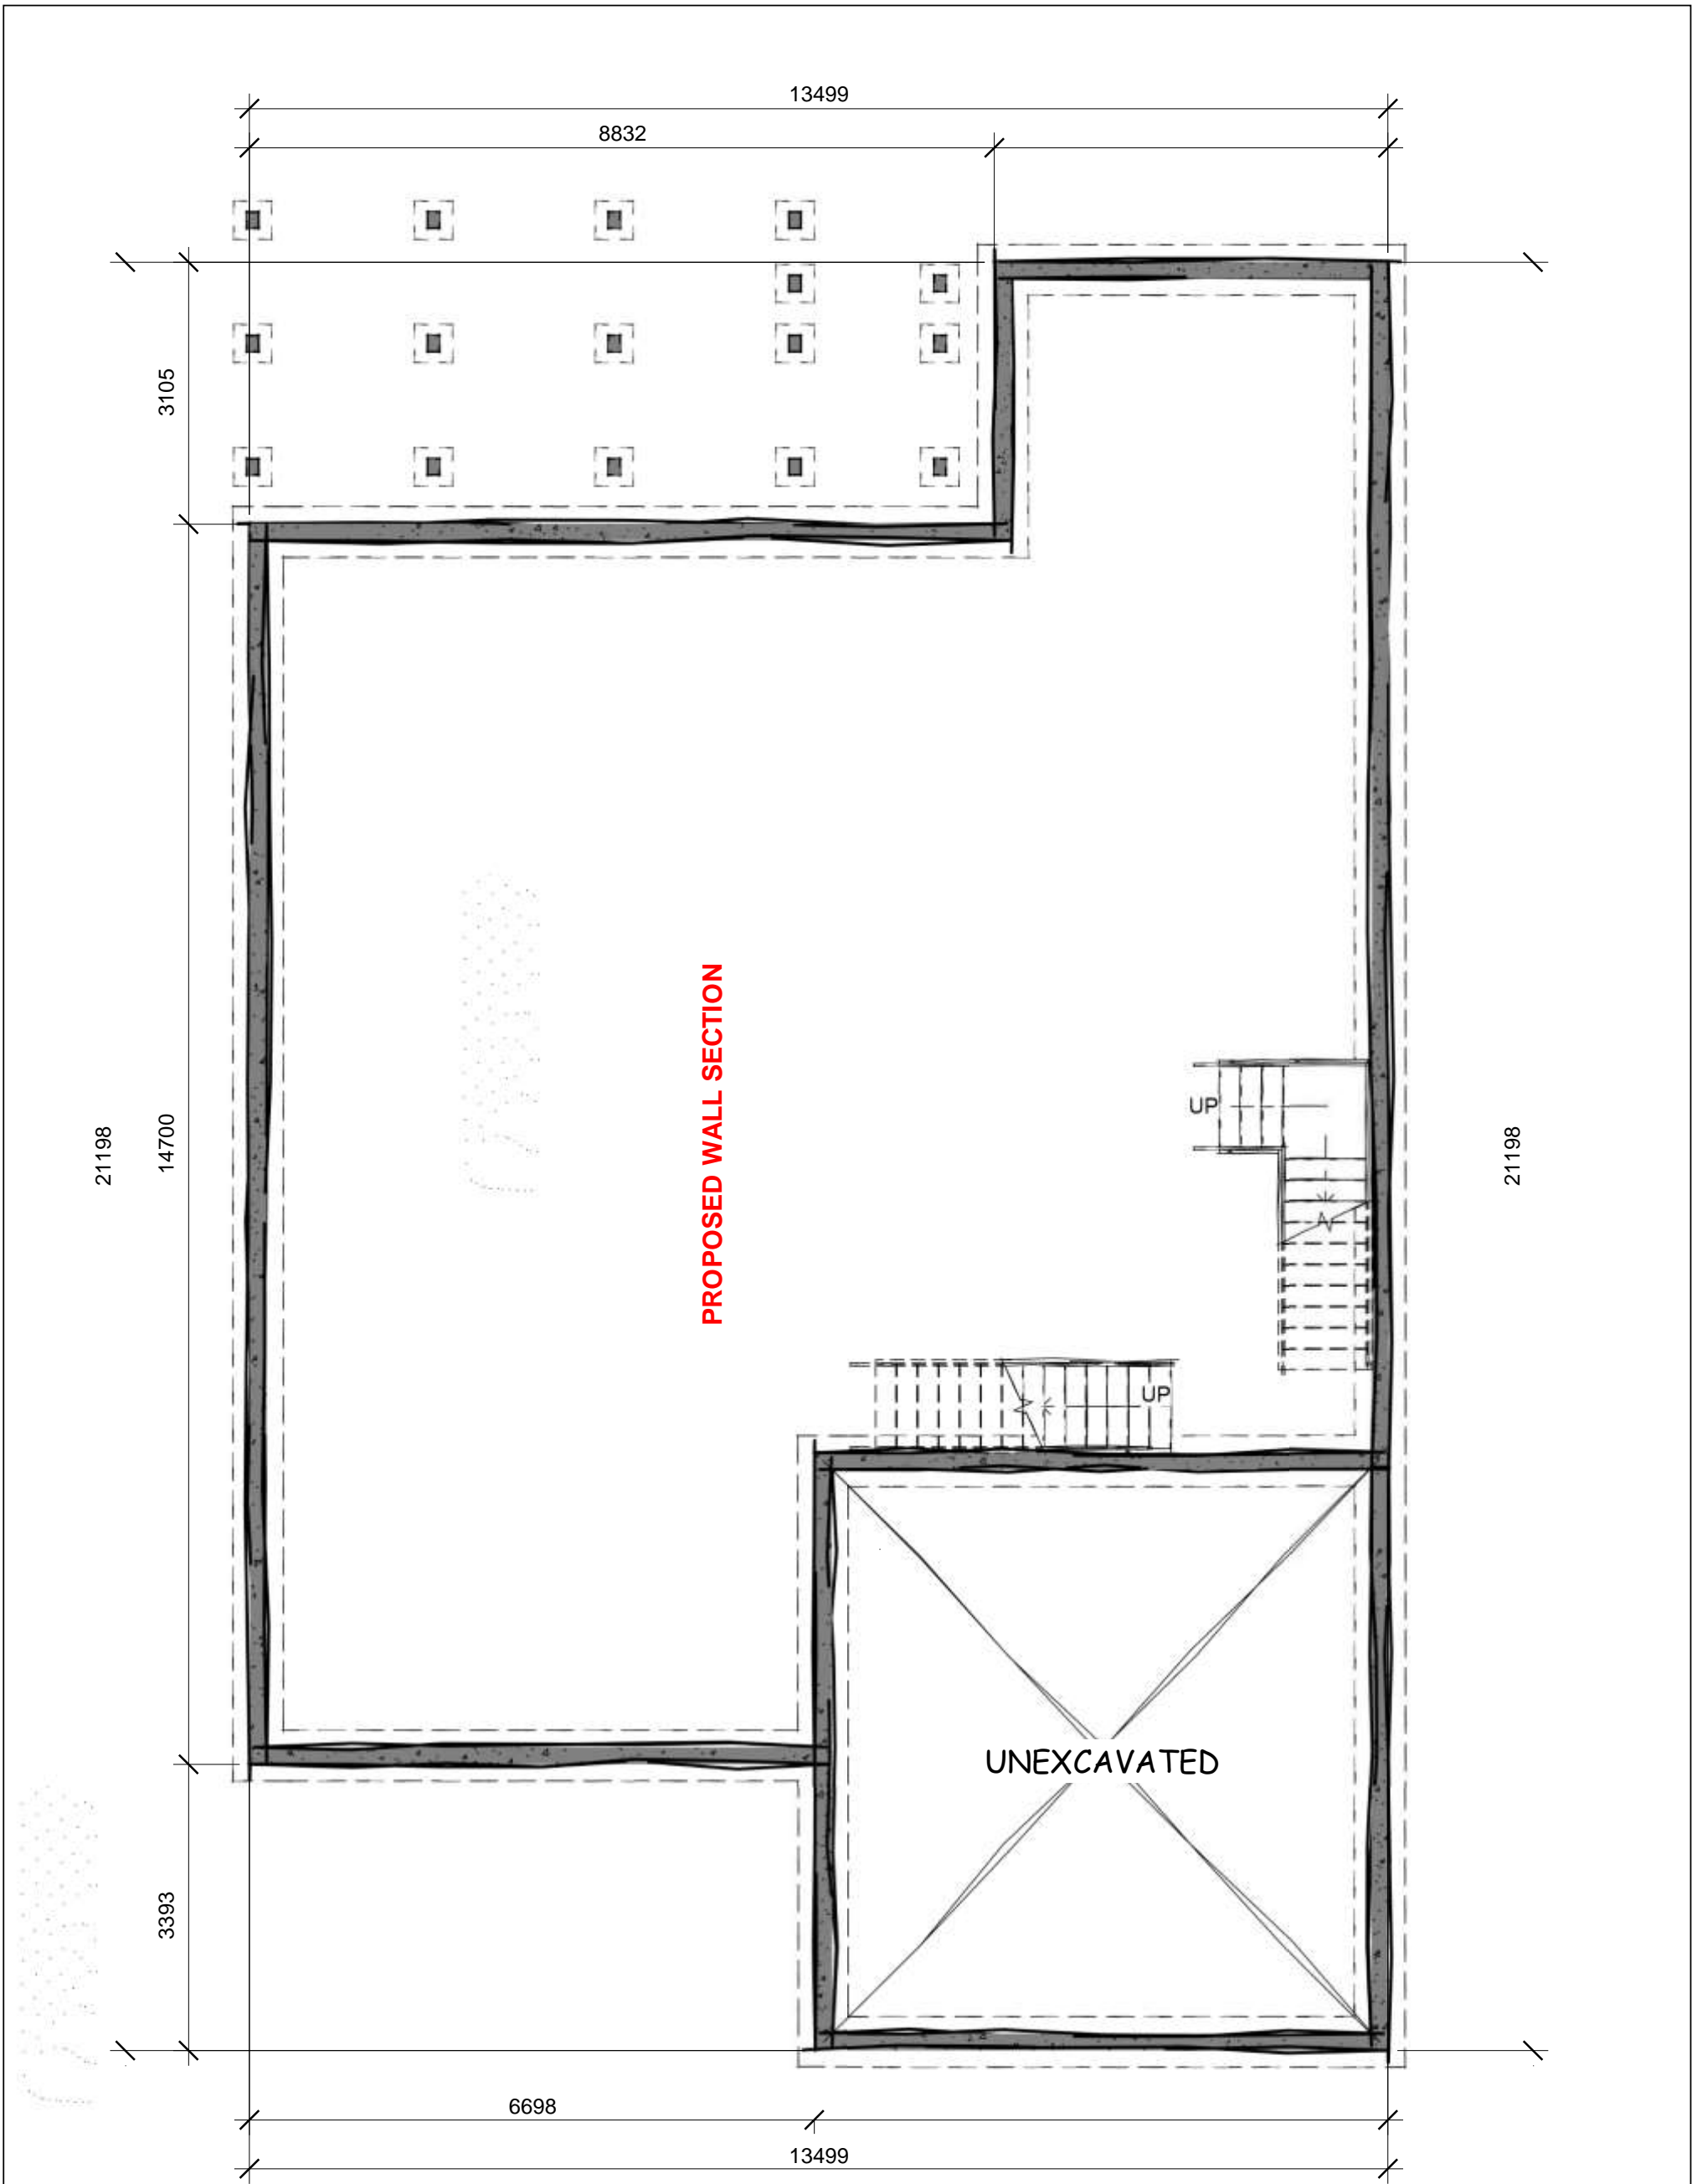 13499
8832
3105
21198
14700
PROPOSED WALL SECTION
UP
21198
UP
UNEXCAVATED
3393
6698
13499